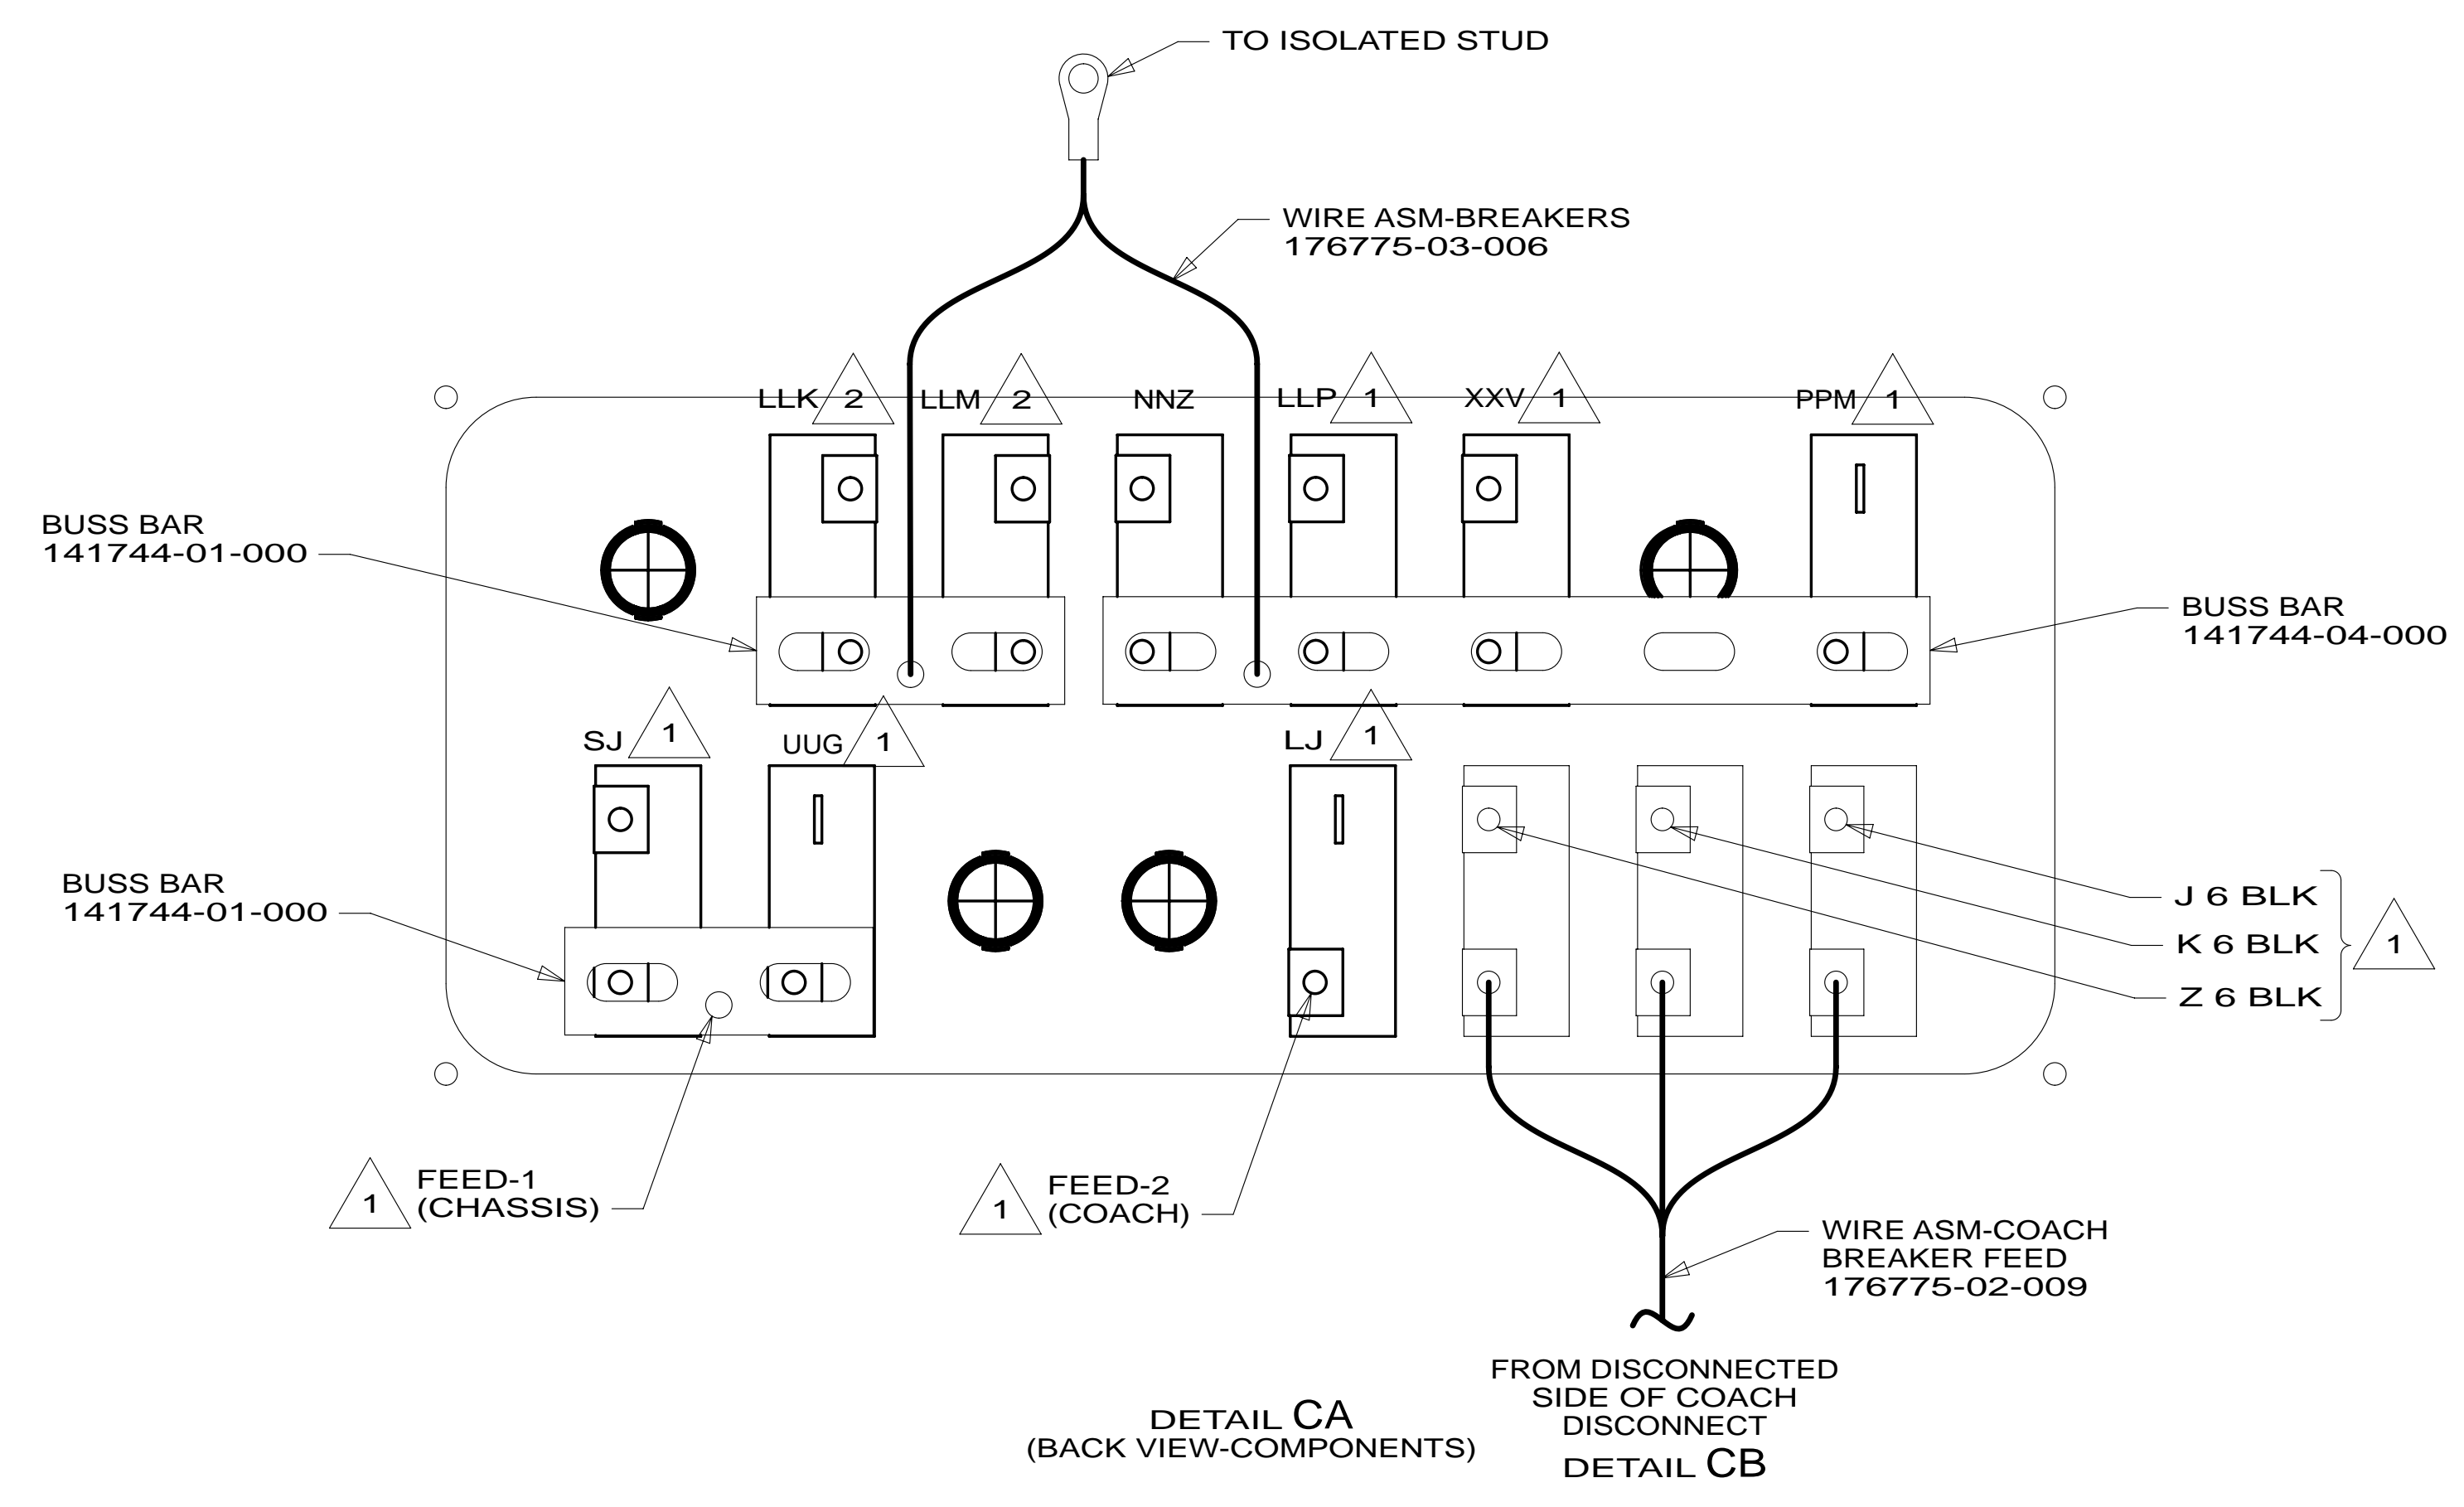 TO ISOLATED STUD
WIRE ASM-BREAKERS
176775-03-006
LLK 2 LLM 2 NNZ LLP 1 XXV 1 PPM 1
BUSS BAR
141744-01-000
BUSS BAR
141744-04-000
SJ 1 UUG 1 LJ 1
BUSS BAR
141744-01-000
J 6 BLK
K 6 BLK 1
Z 6 BLK
1 FEED-1
(CHASSIS)
1 FEED-2
(COACH)
WIRE ASM-COACH
BREAKER FEED
176775-02-009
FROM DISCONNECTED
SIDE OF COACH
DISCONNECT
DETAIL CB
DETAIL CA
(BACK VIEW-COMPONENTS)